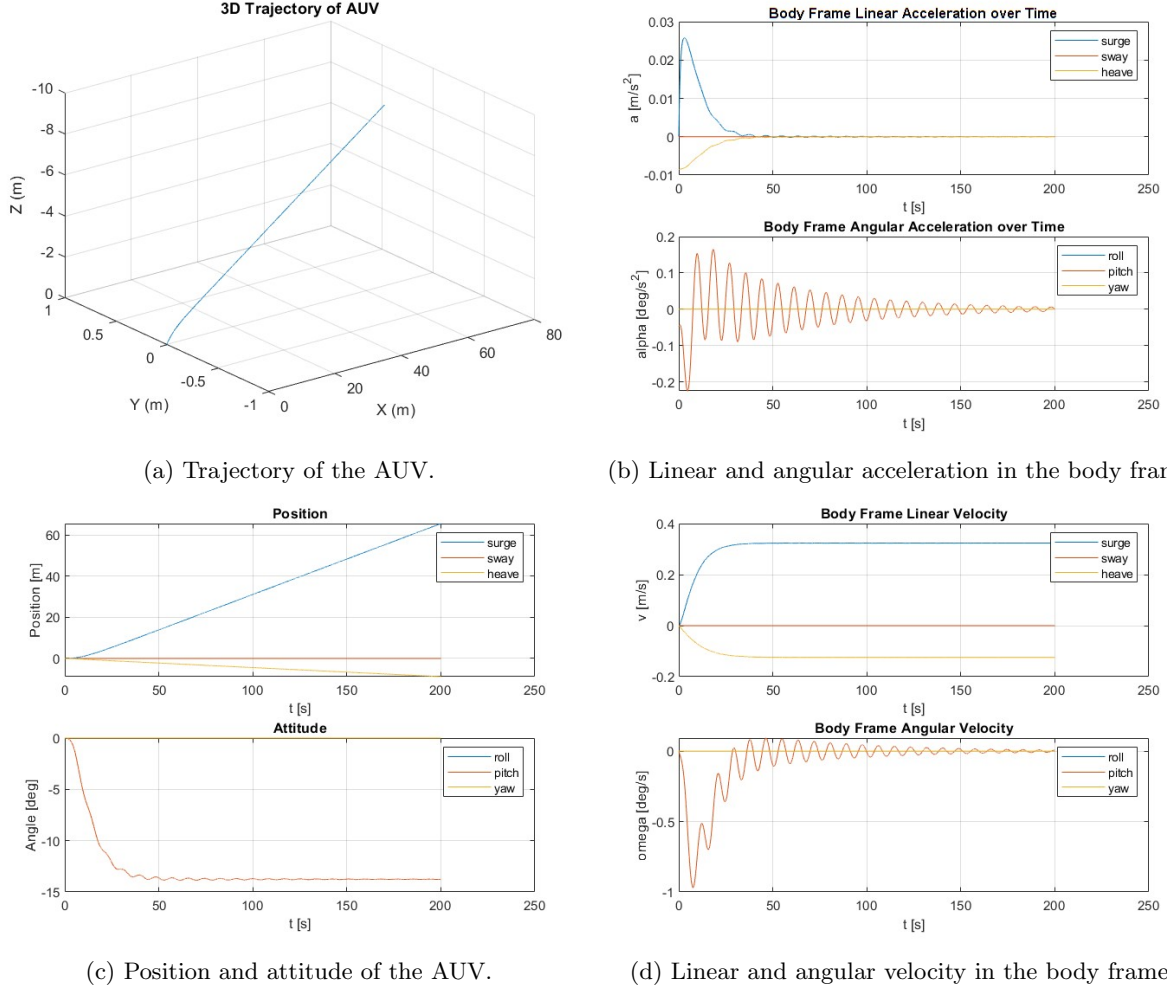 3D Trajectory of AUV
-10
-8
-6
-4
-2
0
Z (m)
1
0.5
0
-0.5
-1
Y (m)
0
20
40
60
80
X (m)
(a) Trajectory of the AUV.
Body Frame Linear Acceleration over Time
0.03
0.02
0.01
0
-0.01
a [m/s²]
surge
sway
heave
0 50 100 150 200 250
t [s]
Body Frame Angular Acceleration over Time
0.2
0.1
0
-0.1
-0.2
alpha [deg/s²]
roll
pitch
yaw
0 50 100 150 200 250
t [s]
(b) Linear and angular acceleration in the body fran
Position
60
40
20
0
Position [m]
surge
sway
heave
0 50 100 150 200 250
t [s]
Attitude
0
-5
-10
-15
Angle [deg]
roll
pitch
yaw
0 50 100 150 200 250
t [s]
(c) Position and attitude of the AUV.
Body Frame Linear Velocity
0.4
0.2
0
-0.2
v [m/s]
surge
sway
heave
0 50 100 150 200 250
t [s]
Body Frame Angular Velocity
0
-0.5
-1
omega [deg/s]
roll
pitch
yaw
0 50 100 150 200 250
t [s]
(d) Linear and angular velocity in the body frame